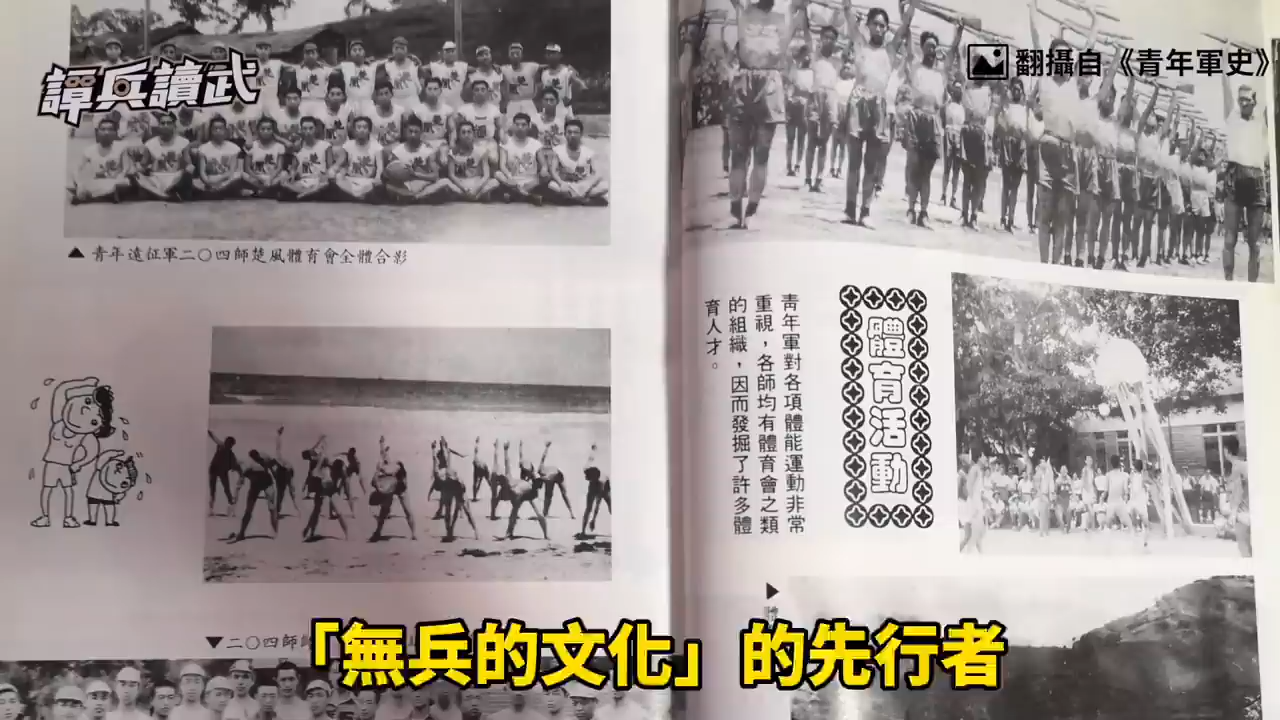 譚兵讀武
翻攝自《青年軍史》
▲ 青年遠征軍二〇四師楚風體育會全體合影
體育活動
青年軍對各項體能運動非常
重視，各師均有體育會之類
的組織，因而發掘了許多體
育人才。
▼二〇四師
「無兵的文化」的先行者